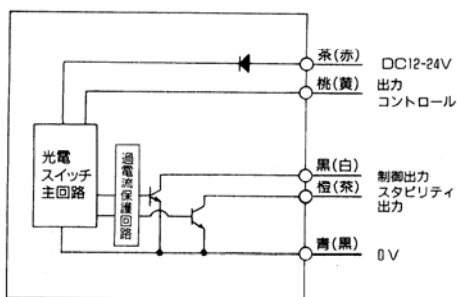 茶(赤) DC12-24V
桃(黄) 出力
コントロール
光電
スイッチ
主回路
過電流保護回路
黒(白) 制御出力
橙(茶) スタビリティ
出力
青(黒) 0V